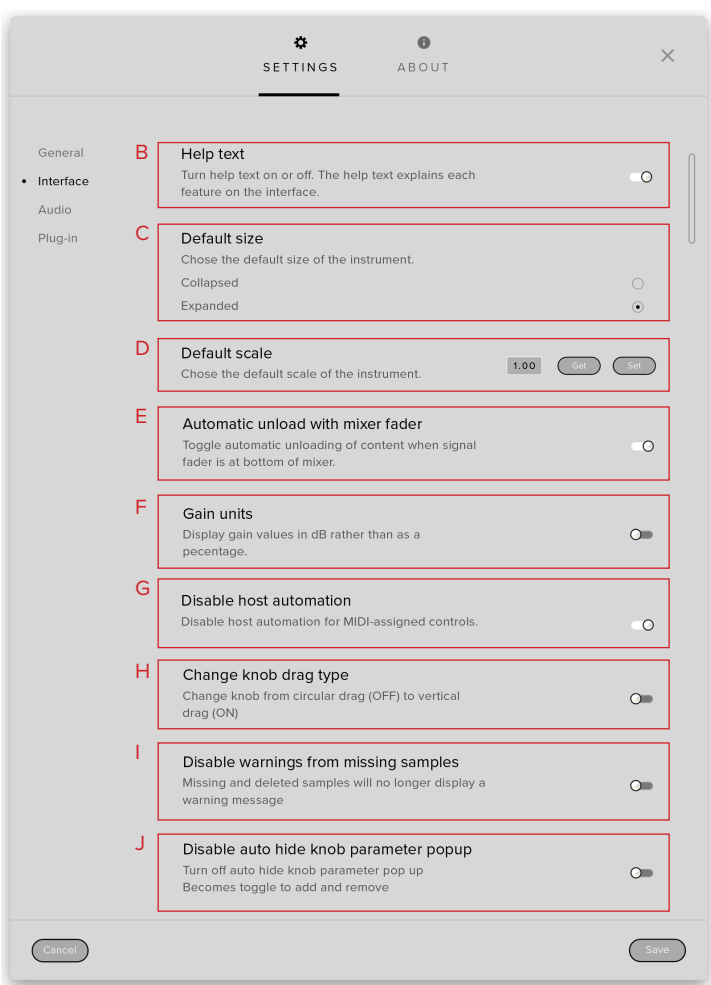 SETTINGS
ABOUT
General
Interface
Audio
Plug-in
B
Help text
Turn help text on or off. The help text explains each
feature on the interface.
C
Default size
Chose the default size of the instrument.
Collapsed
Expanded
D
Default scale
Chose the default scale of the instrument.
1.00
Get
Set
E
Automatic unload with mixer fader
Toggle automatic unloading of content when signal
fader is at bottom of mixer.
F
Gain units
Display gain values in dB rather than as a
pecentage.
G
Disable host automation
Disable host automation for MIDI-assigned controls.
H
Change knob drag type
Change knob from circular drag (OFF) to vertical
drag (ON)
I
Disable warnings from missing samples
Missing and deleted samples will no longer display a
warning message
J
Disable auto hide knob parameter popup
Turn off auto hide knob parameter pop up
Becomes toggle to add and remove
Cancel
Save